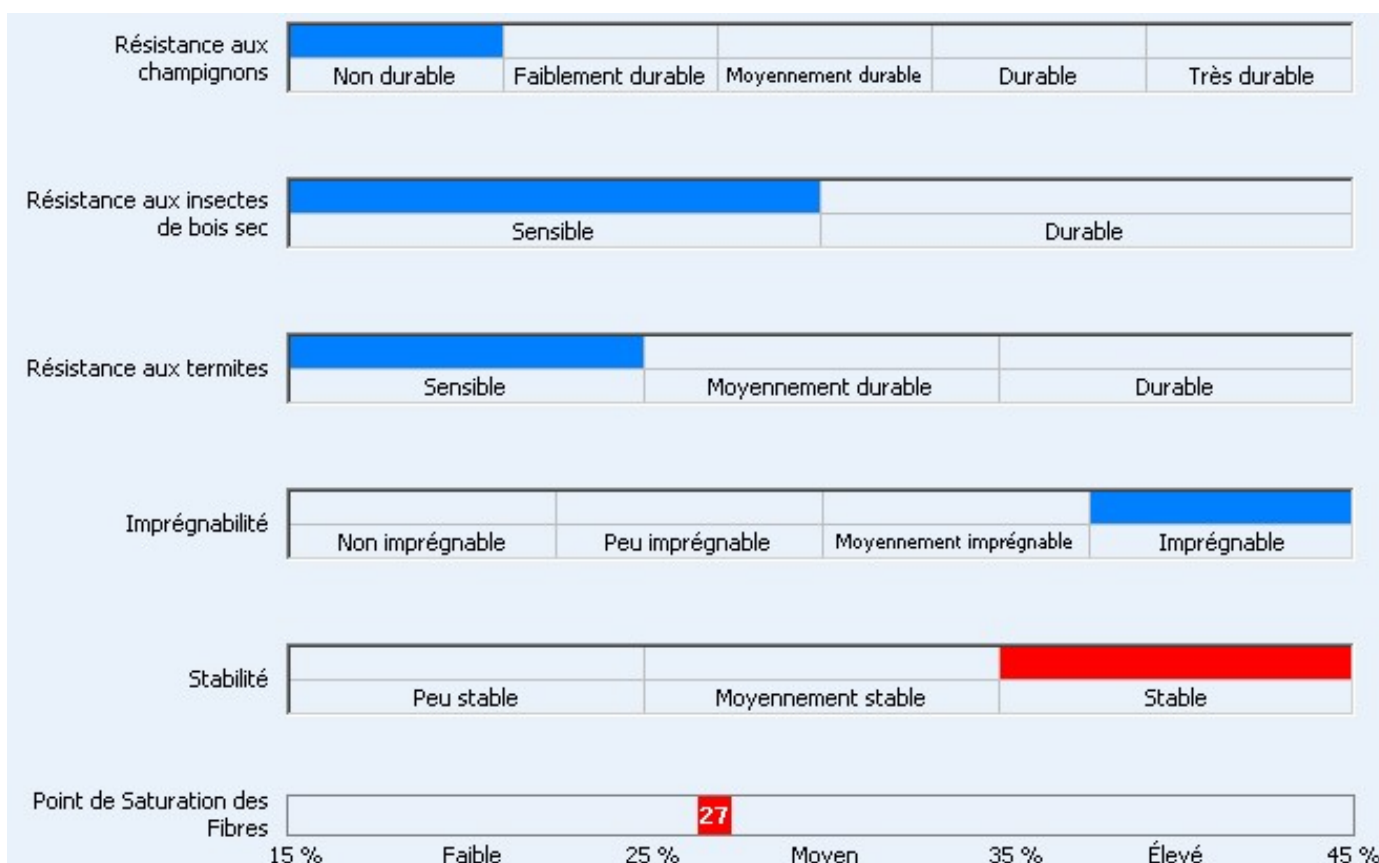 Résistance aux
champignons
Non durable Faiblement durable Moyennement durable Durable Très durable
Résistance aux insectes
de bois sec
Sensible Durable
Résistance aux termites
Sensible Moyennement durable Durable
Imprégnabilité
Non imprégnable Peu imprégnable Moyennement imprégnable Imprégnable
Stabilité
Peu stable Moyennement stable Stable
Point de Saturation des
Fibres
27
15 % Faible 25 % Moyen 35 % Élevé 45 %